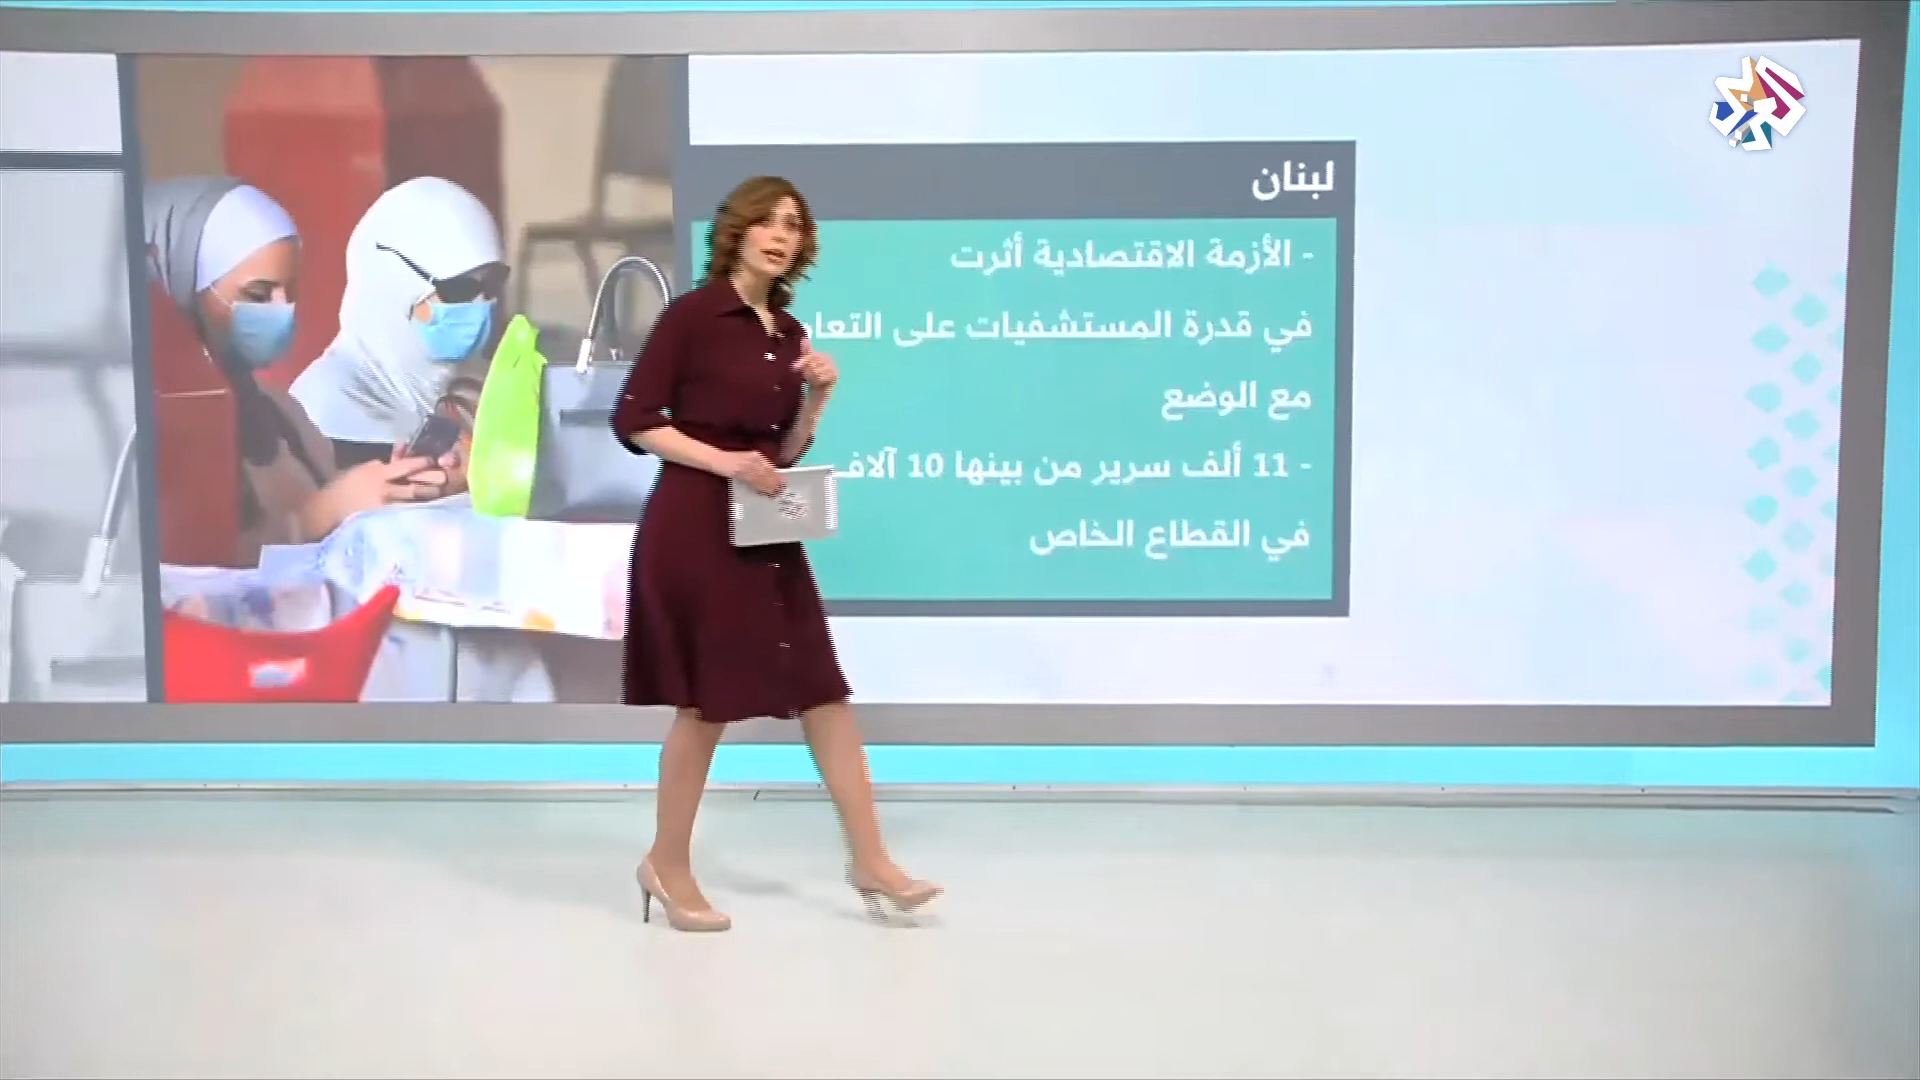 لبنان
- الأزمة الاقتصادية أثرت
في قدرة المستشفيات على
مع الوضع
- 11 ألف سرير من بينها 10 آلاف
في القطاع الخاص